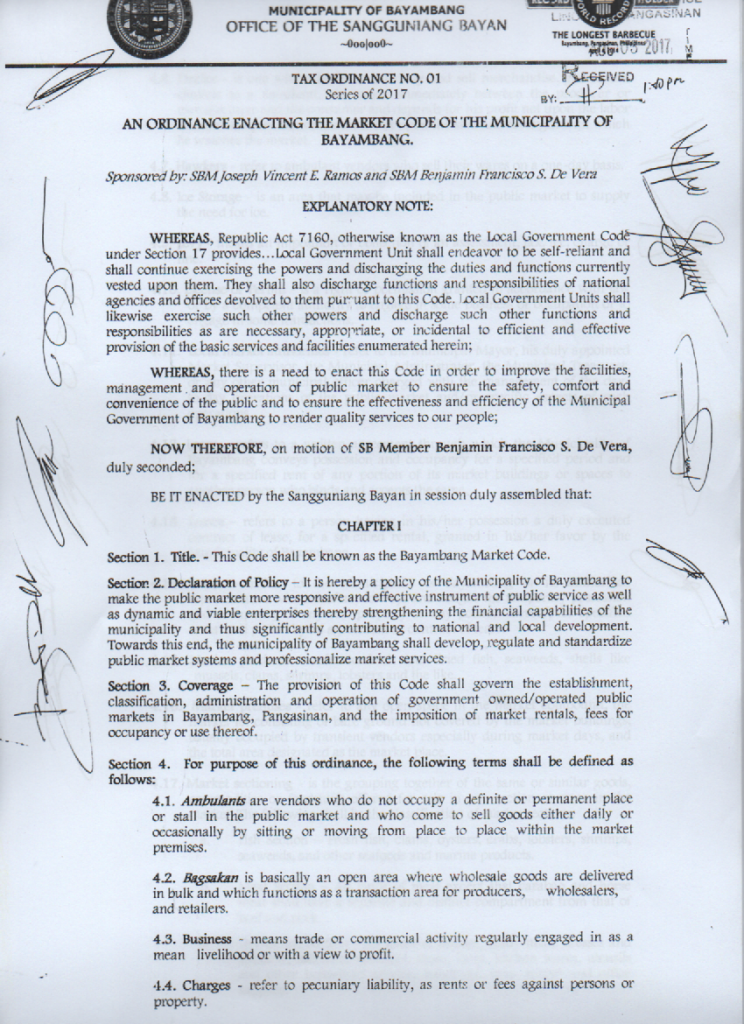 MUNICIPALITY OF BAYAMBANG
OFFICE OF THE SANGGUNIANG BAYAN
~0oo|oo0~
WORLD RECORD
THE LONGEST BARBECUE
2017
RECEIVED
BY:
1:40 pm
TAX ORDINANCE NO. 01
Series of 2017
AN ORDINANCE ENACTING THE MARKET CODE OF THE MUNICIPALITY OF
BAYAMBANG.
Sponsored by: SBM Joseph Vincent E. Ramos and SBM Benjamin Francisco S. De Vera
EXPLANATORY NOTE:
WHEREAS, Republic Act 7160, otherwise known as the Local Government Code
under Section 17 provides…Local Government Unit shall endeavor to be self-reliant and
shall continue exercising the powers and discharging the duties and functions currently
vested upon them. They shall also discharge functions and responsibilities of national
agencies and offices devolved to them pursuant to this Code. Local Government Units shall
likewise exercise such other powers and discharge such other functions and
responsibilities as are necessary, appropriate, or incidental to efficient and effective
provision of the basic services and facilities enumerated herein;
WHEREAS, there is a need to enact this Code in order to improve the facilities,
management and operation of public market to ensure the safety, comfort and
convenience of the public and to ensure the effectiveness and efficiency of the Municipal
Government of Bayambang to render quality services to our people;
NOW THEREFORE, on motion of SB Member Benjamin Francisco S. De Vera,
duly seconded;
BE IT ENACTED by the Sangguniang Bayan in session duly assembled that:
CHAPTER I
Section 1. Title. - This Code shall be known as the Bayambang Market Code.
Section 2. Declaration of Policy – It is hereby a policy of the Municipality of Bayambang to
make the public market more responsive and effective instrument of public service as well
as dynamic and viable enterprises thereby strengthening the financial capabilities of the
municipality and thus significantly contributing to national and local development.
Towards this end, the municipality of Bayambang shall develop, regulate and standardize
public market systems and professionalize market services.
Section 3. Coverage – The provision of this Code shall govern the establishment,
classification, administration and operation of government owned/operated public
markets in Bayambang, Pangasinan, and the imposition of market rentals, fees for
occupancy or use thereof.
Section 4. For purpose of this ordinance, the following terms shall be defined as
follows:
4.1. Ambulants are vendors who do not occupy a definite or permanent place
or stall in the public market and who come to sell goods either daily or
occasionally by sitting or moving from place to place within the market
premises.
4.2. Bagsakan is basically an open area where wholesale goods are delivered
in bulk and which functions as a transaction area for producers, wholesalers,
and retailers.
4.3. Business - means trade or commercial activity regularly engaged in as a
mean livelihood or with a view to profit.
4.4. Charges - refer to pecuniary liability, as rents or fees against persons or
property.